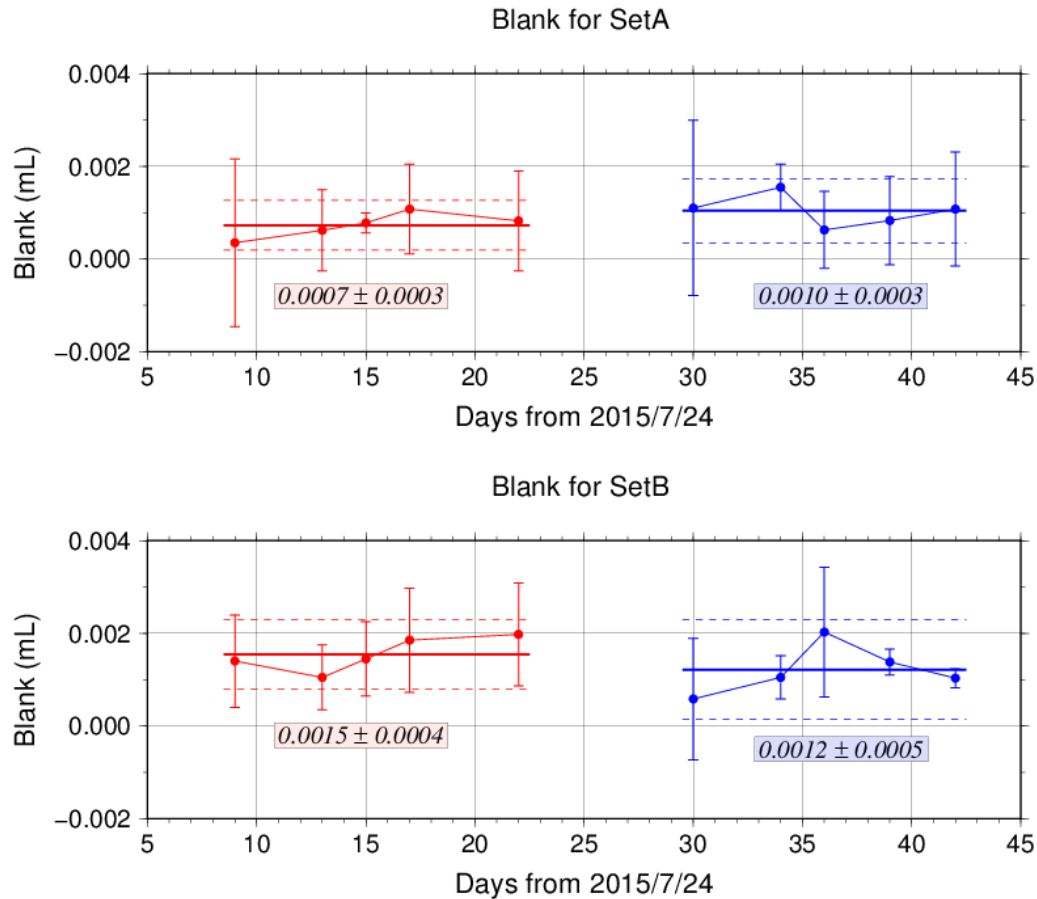 Blank for SetA
0.004
0.002
0.000
−0.002
Blank (mL)
0.0007 ± 0.0003
0.0010 ± 0.0003
5 10 15 20 25 30 35 40 45
Days from 2015/7/24
Blank for SetB
0.004
0.002
0.000
−0.002
Blank (mL)
0.0015 ± 0.0004
0.0012 ± 0.0005
5 10 15 20 25 30 35 40 45
Days from 2015/7/24